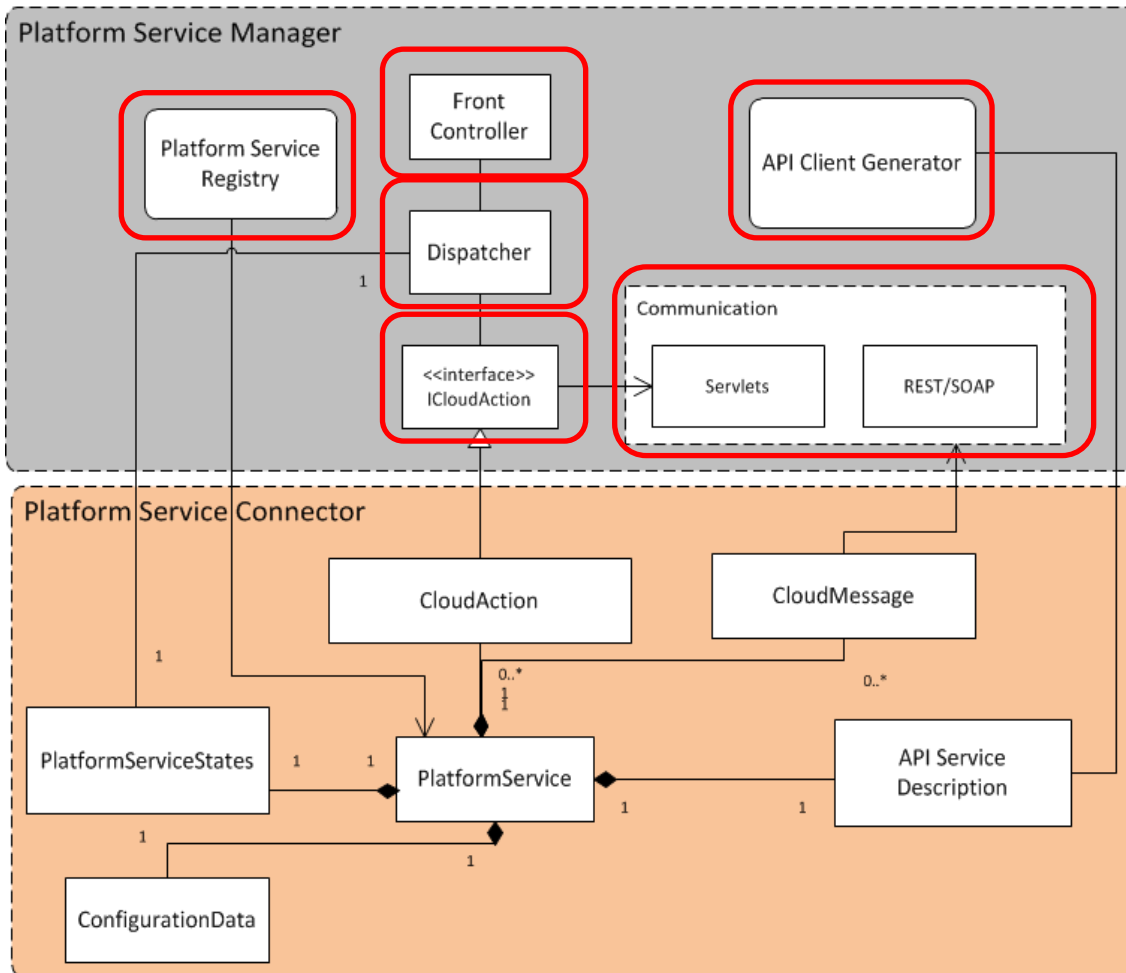 Platform Service Manager
Front
Controller
Platform Service
Registry
API Client Generator
Dispatcher
1
Communication
<<interface>>
ICloudAction
Servlets
REST/SOAP
Platform Service Connector
CloudAction
CloudMessage
1
0..*
1
1
0..*
PlatformServiceStates
1
1
PlatformService
API Service
Description
1
1
1
1
ConfigurationData